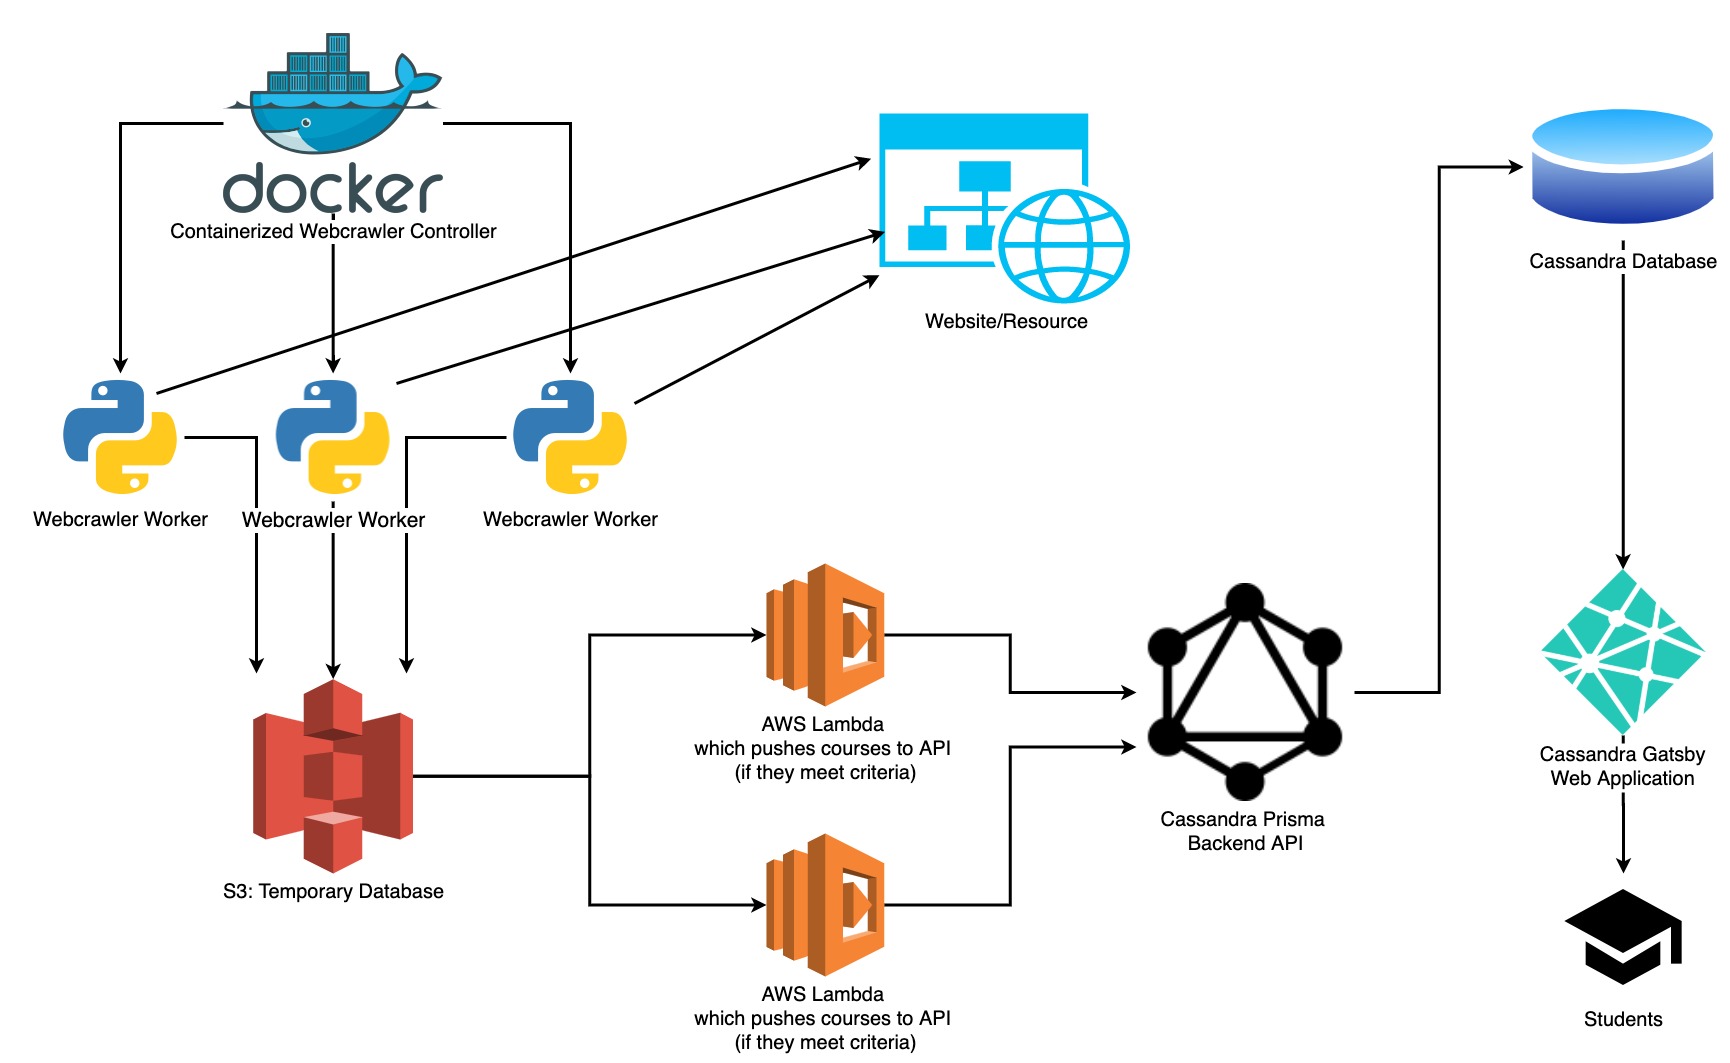 docker
Containerized Webcrawler Controller
Website/Resource
Cassandra Database
Webcrawler Worker
Webcrawler Worker
Webcrawler Worker
S3: Temporary Database
AWS Lambda
which pushes courses to API
(if they meet criteria)
AWS Lambda
which pushes courses to API
(if they meet criteria)
Cassandra Prisma
Backend API
Cassandra Gatsby
Web Application
Students